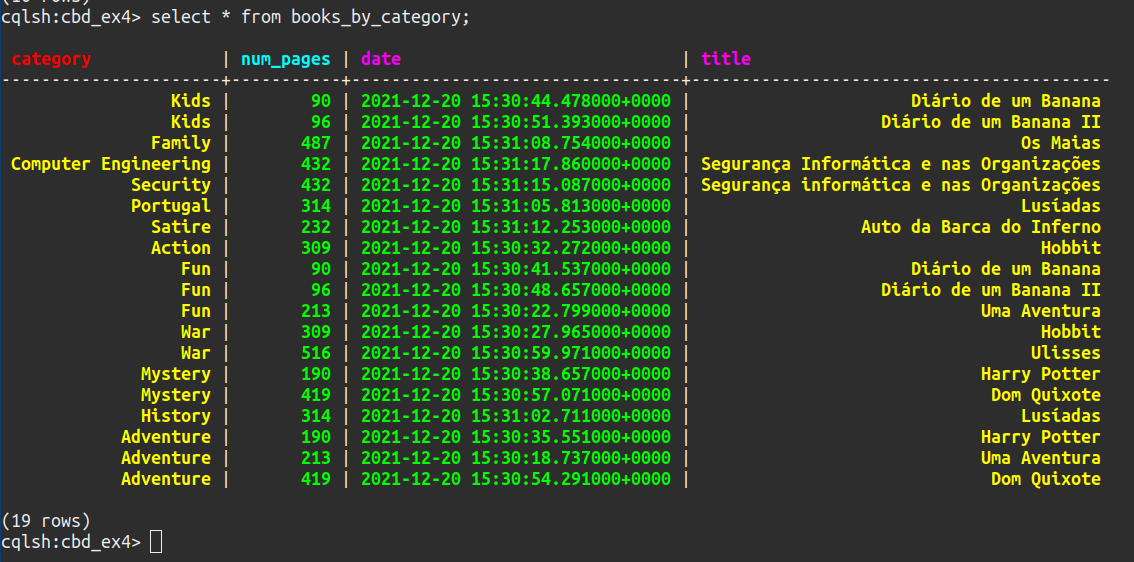 (10 rows)
cqlsh:cbd_ex4> select * from books_by_category;
category | num_pages | date | title
----------------------+-----------+---------------------------------+------------------------------------------
Kids | 90 | 2021-12-20 15:30:44.478000+0000 | Diário de um Banana
Kids | 96 | 2021-12-20 15:30:51.393000+0000 | Diário de um Banana II
Family | 487 | 2021-12-20 15:31:08.754000+0000 | Os Maias
Computer Engineering | 432 | 2021-12-20 15:31:17.860000+0000 | Segurança Informática e nas Organizações
Security | 432 | 2021-12-20 15:31:15.087000+0000 | Segurança informática e nas Organizações
Portugal | 314 | 2021-12-20 15:31:05.813000+0000 | Lusíadas
Satire | 232 | 2021-12-20 15:31:12.253000+0000 | Auto da Barca do Inferno
Action | 309 | 2021-12-20 15:30:32.272000+0000 | Hobbit
Fun | 90 | 2021-12-20 15:30:41.537000+0000 | Diário de um Banana
Fun | 96 | 2021-12-20 15:30:48.657000+0000 | Diário de um Banana II
Fun | 213 | 2021-12-20 15:30:22.799000+0000 | Uma Aventura
War | 309 | 2021-12-20 15:30:27.965000+0000 | Hobbit
War | 516 | 2021-12-20 15:30:59.971000+0000 | Ulisses
Mystery | 190 | 2021-12-20 15:30:38.657000+0000 | Harry Potter
Mystery | 419 | 2021-12-20 15:30:57.071000+0000 | Dom Quixote
History | 314 | 2021-12-20 15:31:02.711000+0000 | Lusíadas
Adventure | 190 | 2021-12-20 15:30:35.551000+0000 | Harry Potter
Adventure | 213 | 2021-12-20 15:30:18.737000+0000 | Uma Aventura
Adventure | 419 | 2021-12-20 15:30:54.291000+0000 | Dom Quixote
(19 rows)
cqlsh:cbd_ex4>